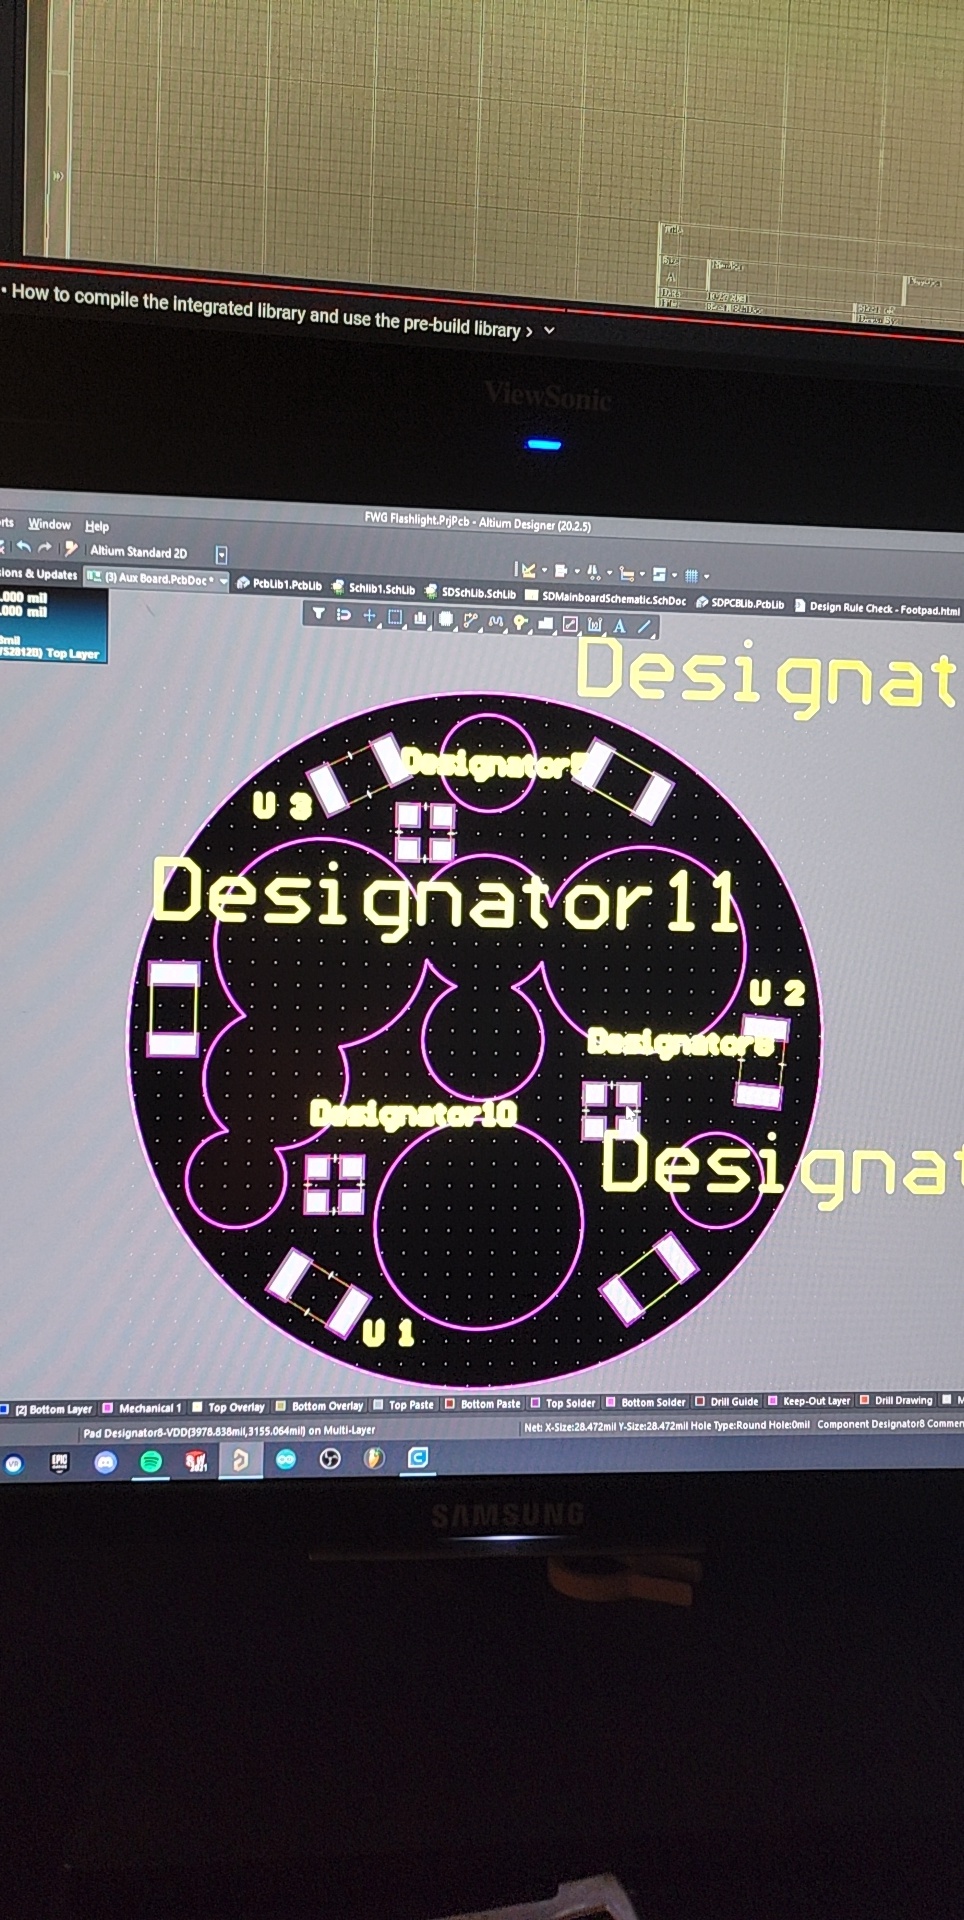 • How to compile the integrated library and use the pre-build library ›
ViewSonic
FWG Flashlight.PrjPcb - Altium Designer (20.2.5)
rts Window Help
Altium Standard 2D
ions & Updates (3) Aux Board.PcbDoc * PcbLib1.PcbLib Schlib1.SchLib SDSchLib.SchLib SDMainboardSchematic.SchDoc SDPCBLib.PcbLib Design Rule Check - Footpad.html
.000 mil
.000 mil
mil
Top Layer
Designat
U 3
Designator11
U 2
Designator10
Designat
U 1
[2] Bottom Layer Mechanical 1 Top Overlay Bottom Overlay Top Paste Bottom Paste Top Solder Bottom Solder Drill Guide Keep-Out Layer Drill Drawing M
Pad Designator8-VDD(3978.838mil,3155.064mil) on Multi-Layer Net: X-Size:28.472mil Y-Size:28.472mil Hole Type:Round Hole:0mil Component Designator8 Commen
EPIC
SAMSUNG